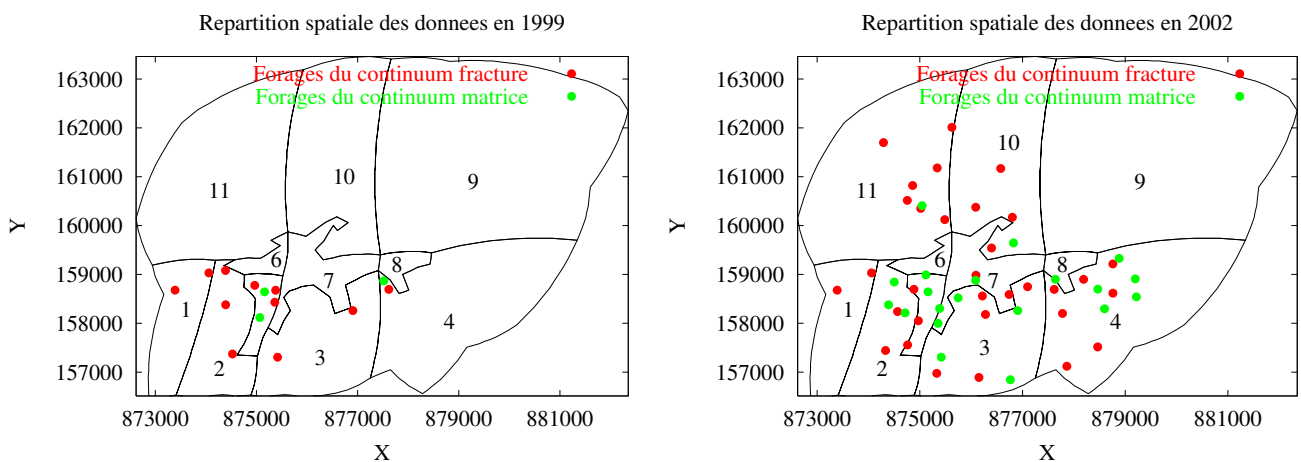 Repartition spatiale des donnees en 1999
Forages du continuum fracture
Forages du continuum matrice
163000
162000
161000
160000
159000
158000
157000
Y
11
10
9
6
7
8
1
2
3
4
873000 875000 877000 879000 881000
X
Repartition spatiale des donnees en 2002
Forages du continuum fracture
Forages du continuum matrice
163000
162000
161000
160000
159000
158000
157000
Y
10
11
9
6
7
8
1
2
3
4
873000 875000 877000 879000 881000
X